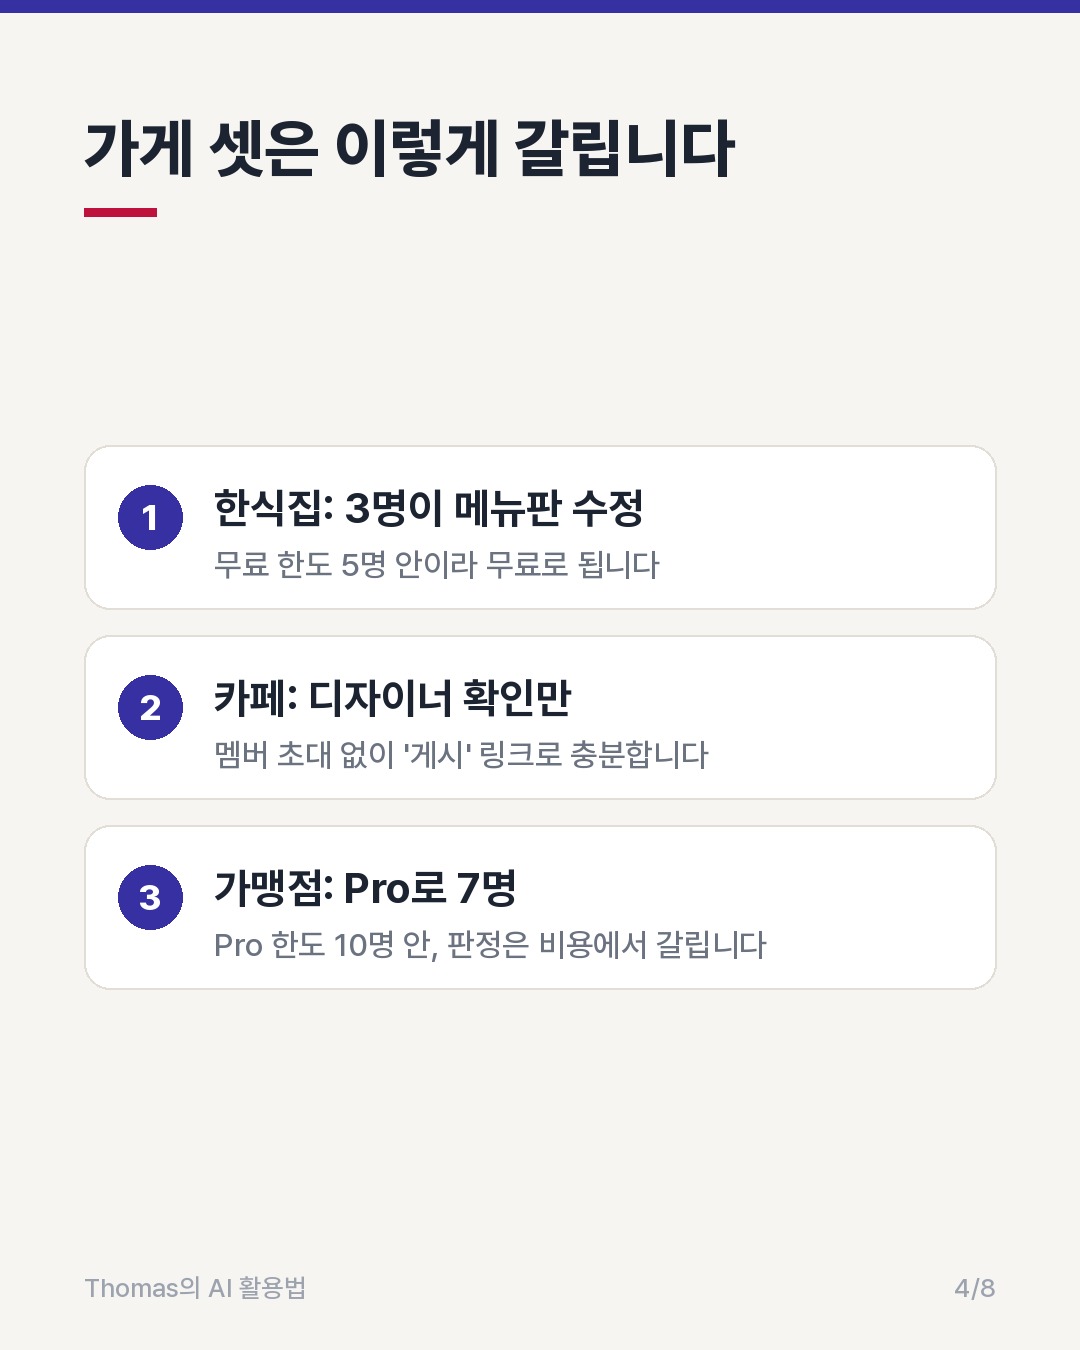 가게 셋은 이렇게 갈립니다
1
한식집: 3명이 메뉴판 수정
무료 한도 5명 안이라 무료로 됩니다
2
카페: 디자이너 확인만
멤버 초대 없이 '게시' 링크로 충분합니다
3
가맹점: Pro로 7명
Pro 한도 10명 안, 판정은 비용에서 갈립니다
Thomas의 AI 활용법
4/8